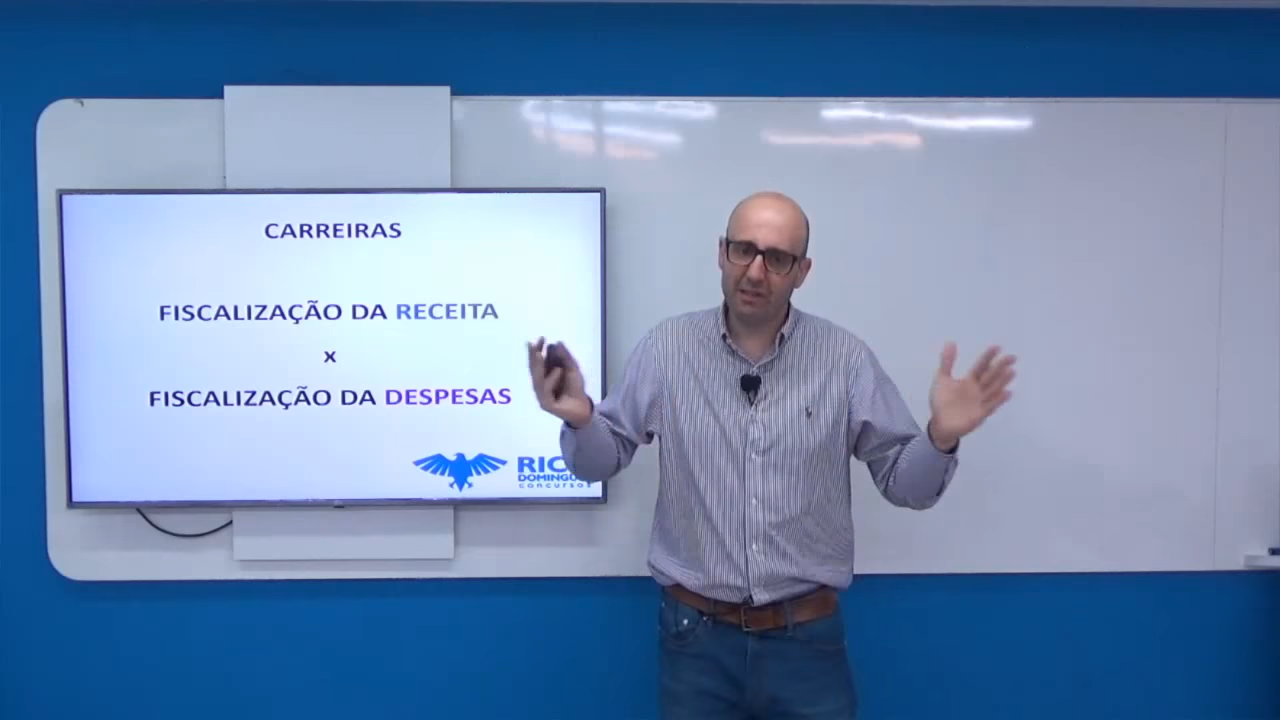 CARREIRAS
FISCALIZAÇÃO DA RECEITA
x
FISCALIZAÇÃO DA DESPESAS